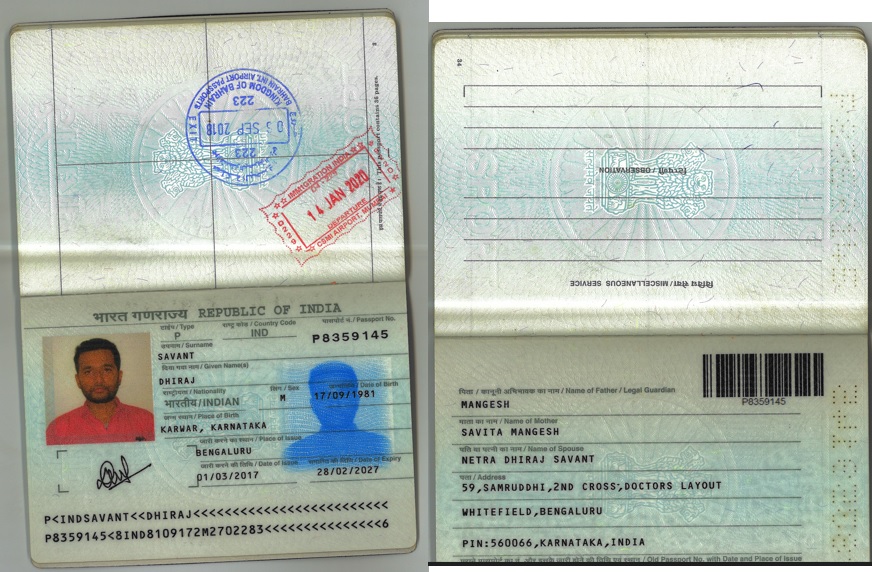 KINGDOM OF BAHRAIN
BAHRAIN INT. AIRPORT PASSPORTS
223
EXIT
03 SEP 2018
223
IMMIGRATION INDIA
14 JAN 2020
DEPARTURE
CSMI AIRPORT, MUMBAI
D229
This passport contains 36 pages.
भारत गणराज्य REPUBLIC OF INDIA
टाईप / Type
राष्ट्र कोड / Country Code
पासपोर्ट नं. / Passport No.
P
IND
P8359145
उपनाम / Surname
SAVANT
दिया गया नाम / Given Name(s)
DHIRAJ
राष्ट्रीयता / Nationality
लिंग / Sex
Date of Birth
भारतीय/INDIAN
M
17/09/1981
जन्म स्थान / Place of Birth
KARWAR, KARNATAKA
जारी करने का स्थान / Place of Issue
BENGALURU
जारी करने की तिथि / Date of Issue
समाप्ति की तिथि / Date of Expiry
01/03/2017
28/02/2027
P<INDSAVANT<<DHIRAJ<<<<<<<<<<<<<<<<<<<<<<<<<
P8359145<8IND8109172M2702283<<<<<<<<<<<<<<<6
34
टिप्पणी / OBSERVATION
विविध सेवा / MISCELLANEOUS SERVICE
P8359145
पिता / कानूनी अभिभावक का नाम / Name of Father / Legal Guardian
MANGESH
माता का नाम / Name of Mother
SAVITA MANGESH
पति या पत्नी का नाम / Name of Spouse
NETRA DHIRAJ SAVANT
पता / Address
59,SAMRUDDHI,2ND CROSS,DOCTORS LAYOUT
WHITEFIELD,BENGALURU
PIN:560066,KARNATAKA,INDIA
Old Passport No. with Date and Place of Issue